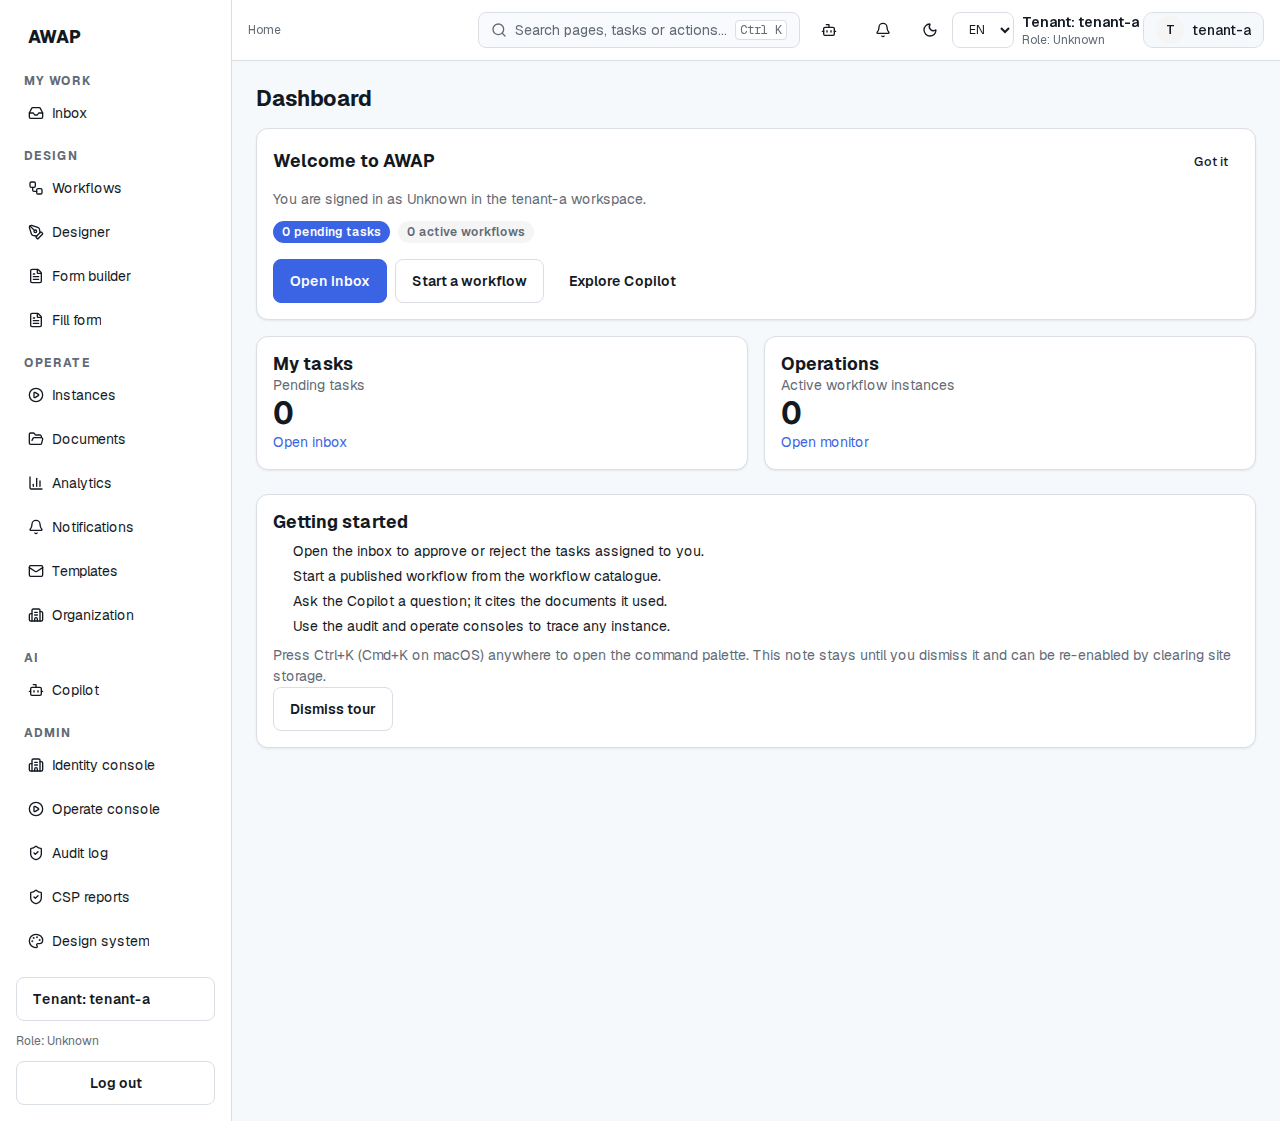 AWAP
MY WORK
Inbox
DESIGN
Workflows
Designer
Form builder
Fill form
OPERATE
Instances
Documents
Analytics
Notifications
Templates
Organization
AI
Copilot
ADMIN
Identity console
Operate console
Audit log
CSP reports
Design system
Tenant: tenant-a
Role: Unknown
Log out
Home
Search pages, tasks or actions... Ctrl K
EN
Tenant: tenant-a
Role: Unknown
T tenant-a
Dashboard
Welcome to AWAP
Got it
You are signed in as Unknown in the tenant-a workspace.
0 pending tasks 0 active workflows
Open Inbox Start a workflow Explore Copilot
My tasks
Pending tasks
0
Open inbox
Operations
Active workflow instances
0
Open monitor
Getting started
Open the inbox to approve or reject the tasks assigned to you.
Start a published workflow from the workflow catalogue.
Ask the Copilot a question; it cites the documents it used.
Use the audit and operate consoles to trace any instance.
Press Ctrl+K (Cmd+K on macOS) anywhere to open the command palette. This note stays until you dismiss it and can be re-enabled by clearing site
storage.
Dismiss tour